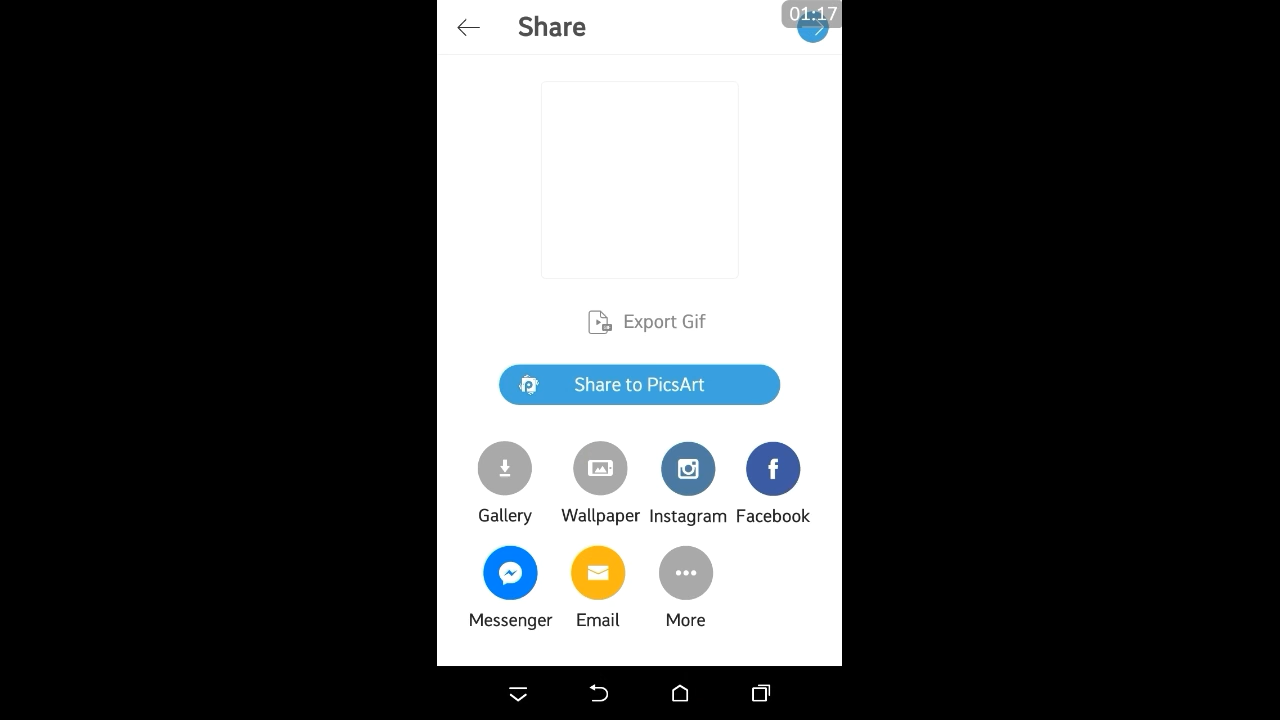 Share
01:17
Export Gif
Share to PicsArt
Gallery
Wallpaper
Instagram
Facebook
Messenger
Email
More